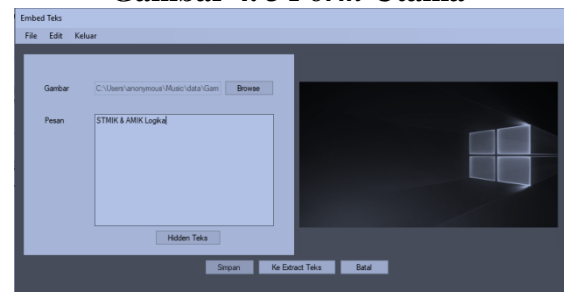 Gambar 4.3 Form Utama
Embed Teks
File Edit Keluar
Gambar C:\Users\anonymous\Music\data\Gam Browse
Pesan STMIK & AMIK Logika
Hidden Teks
Simpan Ke Extract Teks Batal